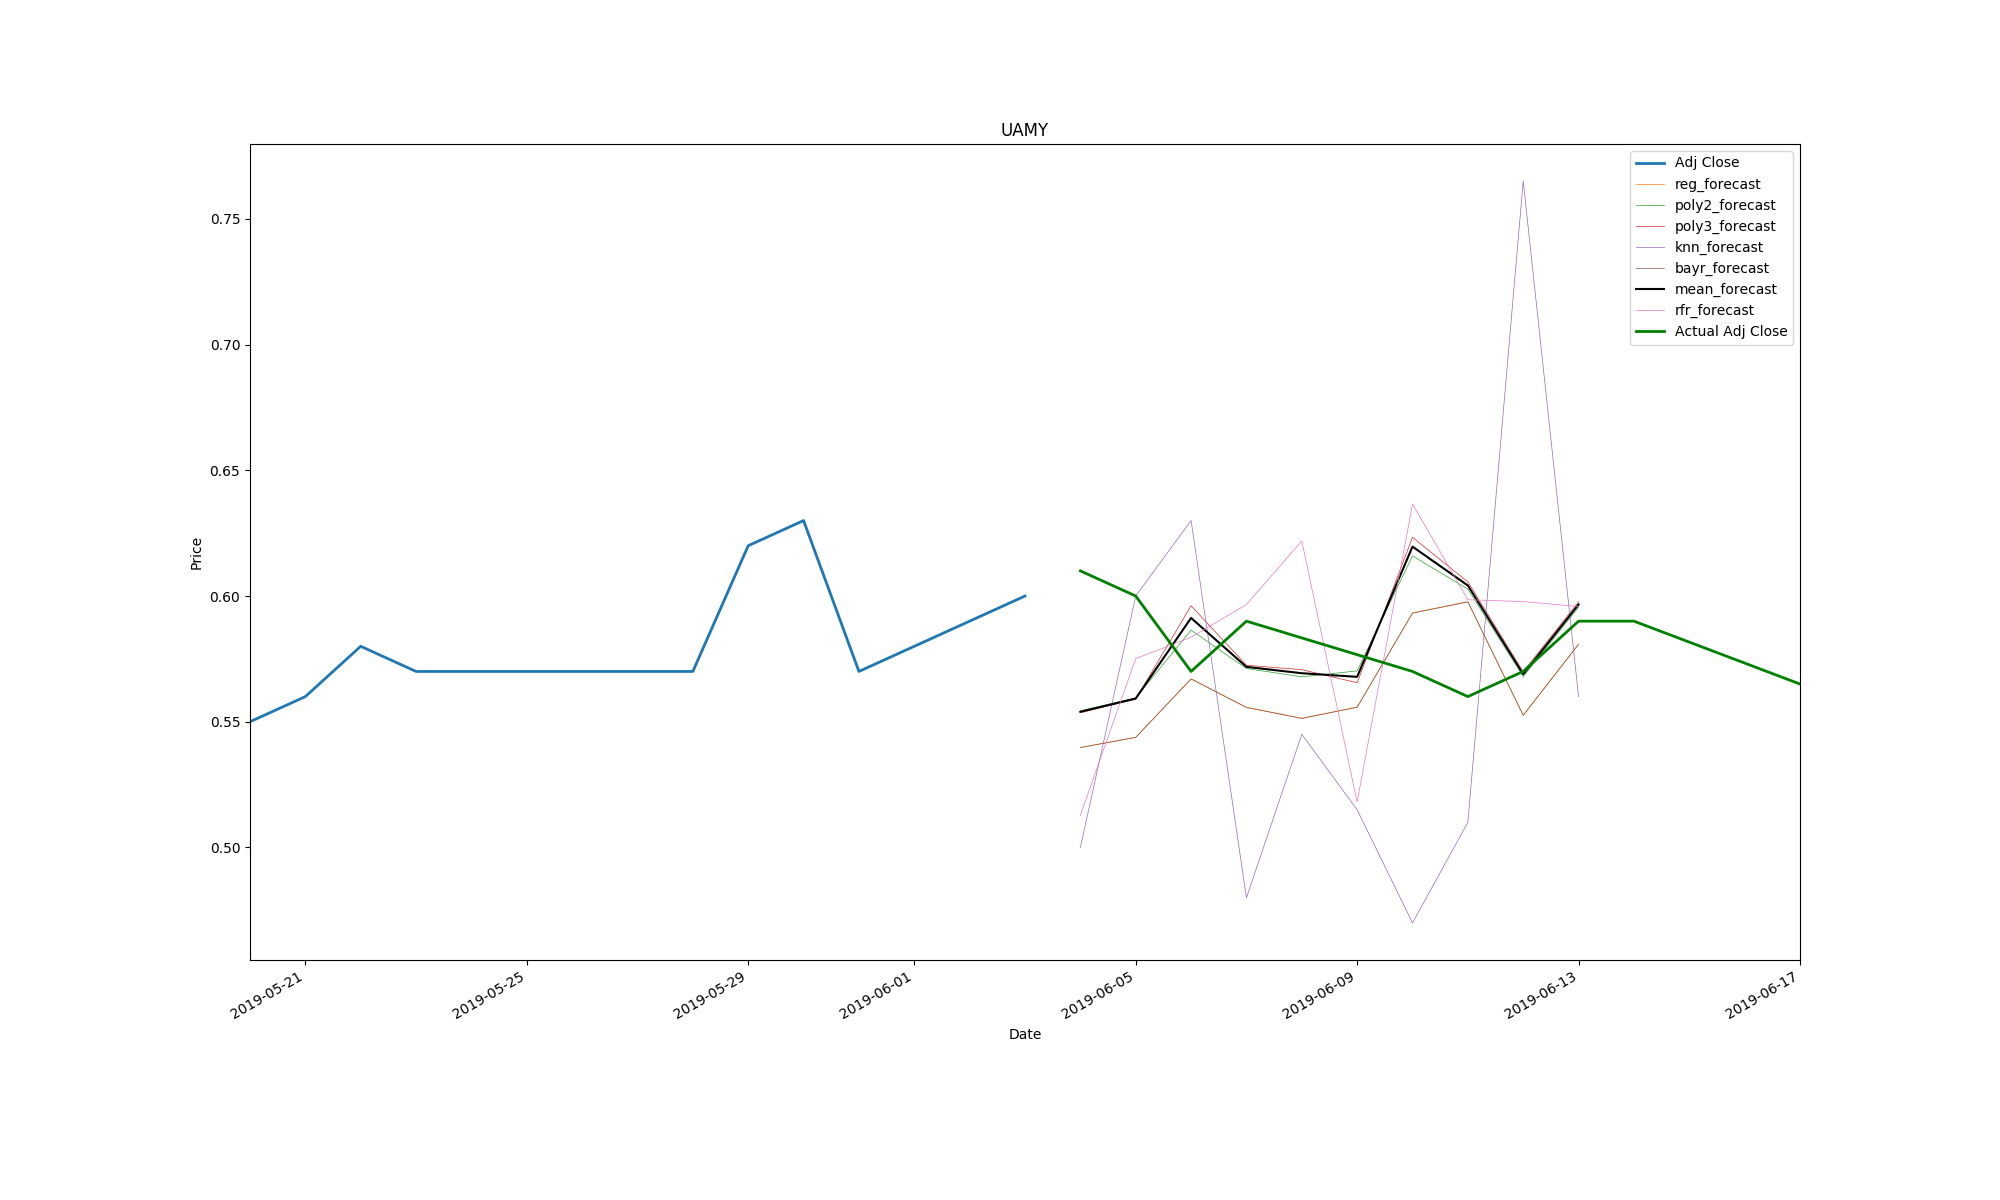 UAMY
Adj Close
reg_forecast
poly2_forecast
poly3_forecast
knn_forecast
bayr_forecast
mean_forecast
rfr_forecast
Actual Adj Close
0.75
0.70
0.65
0.60
0.55
0.50
Price
2019-05-21
2019-05-25
2019-05-29
2019-06-01
2019-06-05
2019-06-09
2019-06-13
2019-06-17
Date